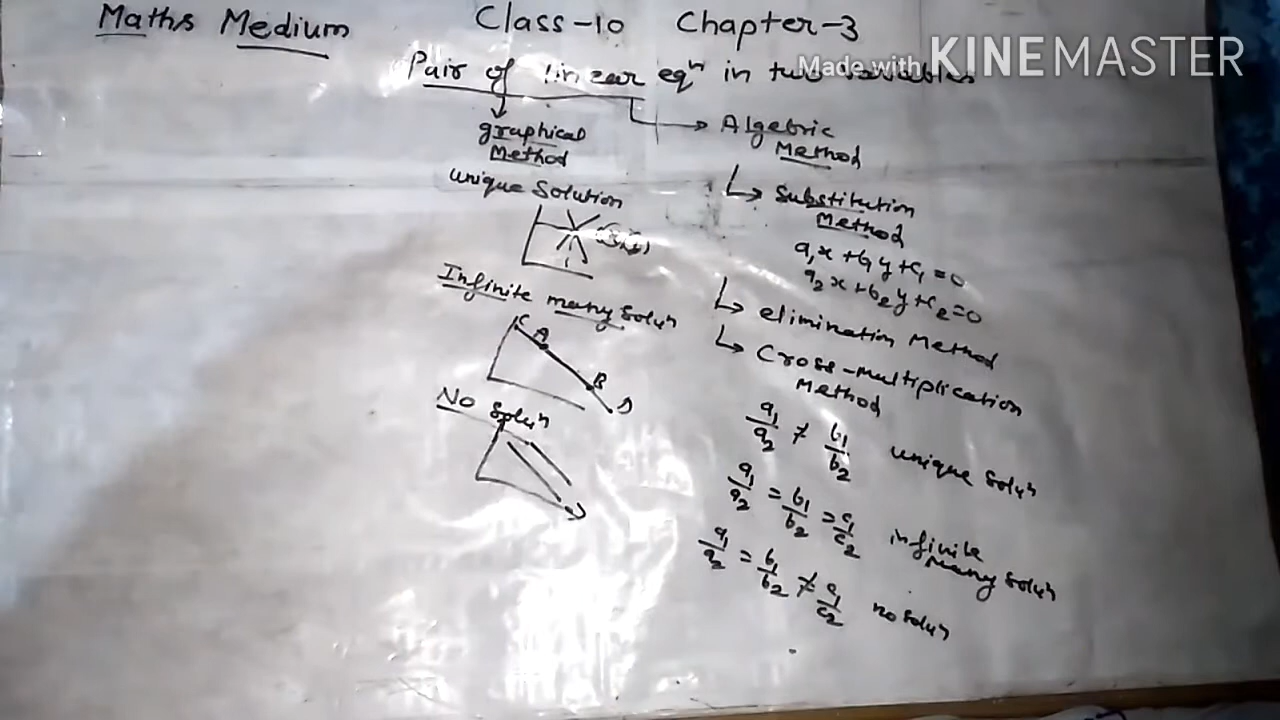 Maths Medium Class-10 Chapter-3
Made with KINEMASTER
Pair of linear eqⁿ in two variables
graphical
Method
unique Solution
Infinite many Solun
C A
B
D
No Solun
Algebric
Method
Substitution
Method
a₁x + b₁y + c₁ = 0
a₂x + b₂y + c₂ = 0
elimination Method
Cross-multiplication
Method
a₁/a₂ ≠ b₁/b₂ unique Solun
a₁/a₂ = b₁/b₂ = c₁/c₂ infinite
many Solun
a₁/a₂ = b₁/b₂ ≠ c₁/c₂ no Solun